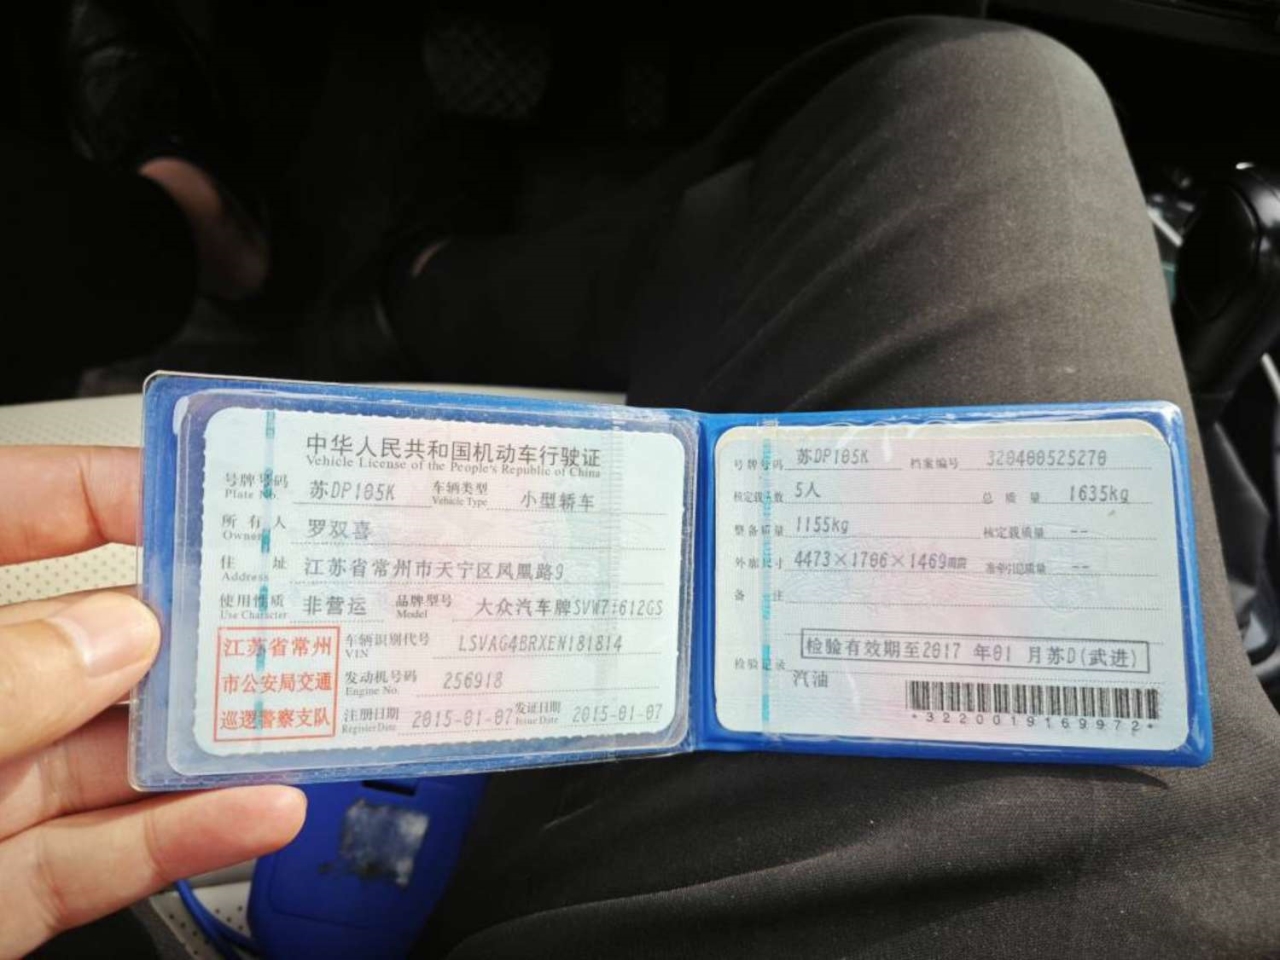 中华人民共和国机动车行驶证
Vehicle License of the People's Republic of China
号牌号码 苏DP105K 车辆类型 小型轿车
Plate No. Vehicle Type
所有人 罗双喜
Owner
住址 江苏省常州市天宁区凤凰路9
Address
使用性质 非营运 品牌型号 大众汽车牌SVW71612GS
Use Character Model
江苏省常州
市公安局交通
巡逻警察支队
车辆识别代号 LSVAG4BRXEN181814
VIN
发动机号码 256918
Engine No.
注册日期 2015-01-07 发证日期 2015-01-07
Register Date Issue Date
号牌号码 苏DP105K 档案编号 320400525270
核定载人数 5人 总质量 1635kg
整备质量 1155kg 核定载质量 --
外廓尺寸 4473×1706×1469mm 准牵引总质量 --
备注
检验有效期至2017 年01 月苏D(武进)
检验记录
汽油
*3220019169972*